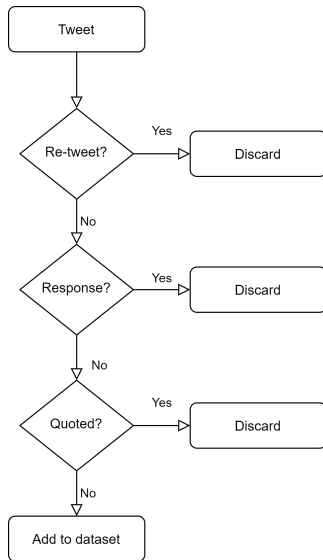 Tweet
Re-tweet?
Yes
Discard
No
Response?
Yes
Discard
No
Quoted?
Yes
Discard
No
Add to dataset